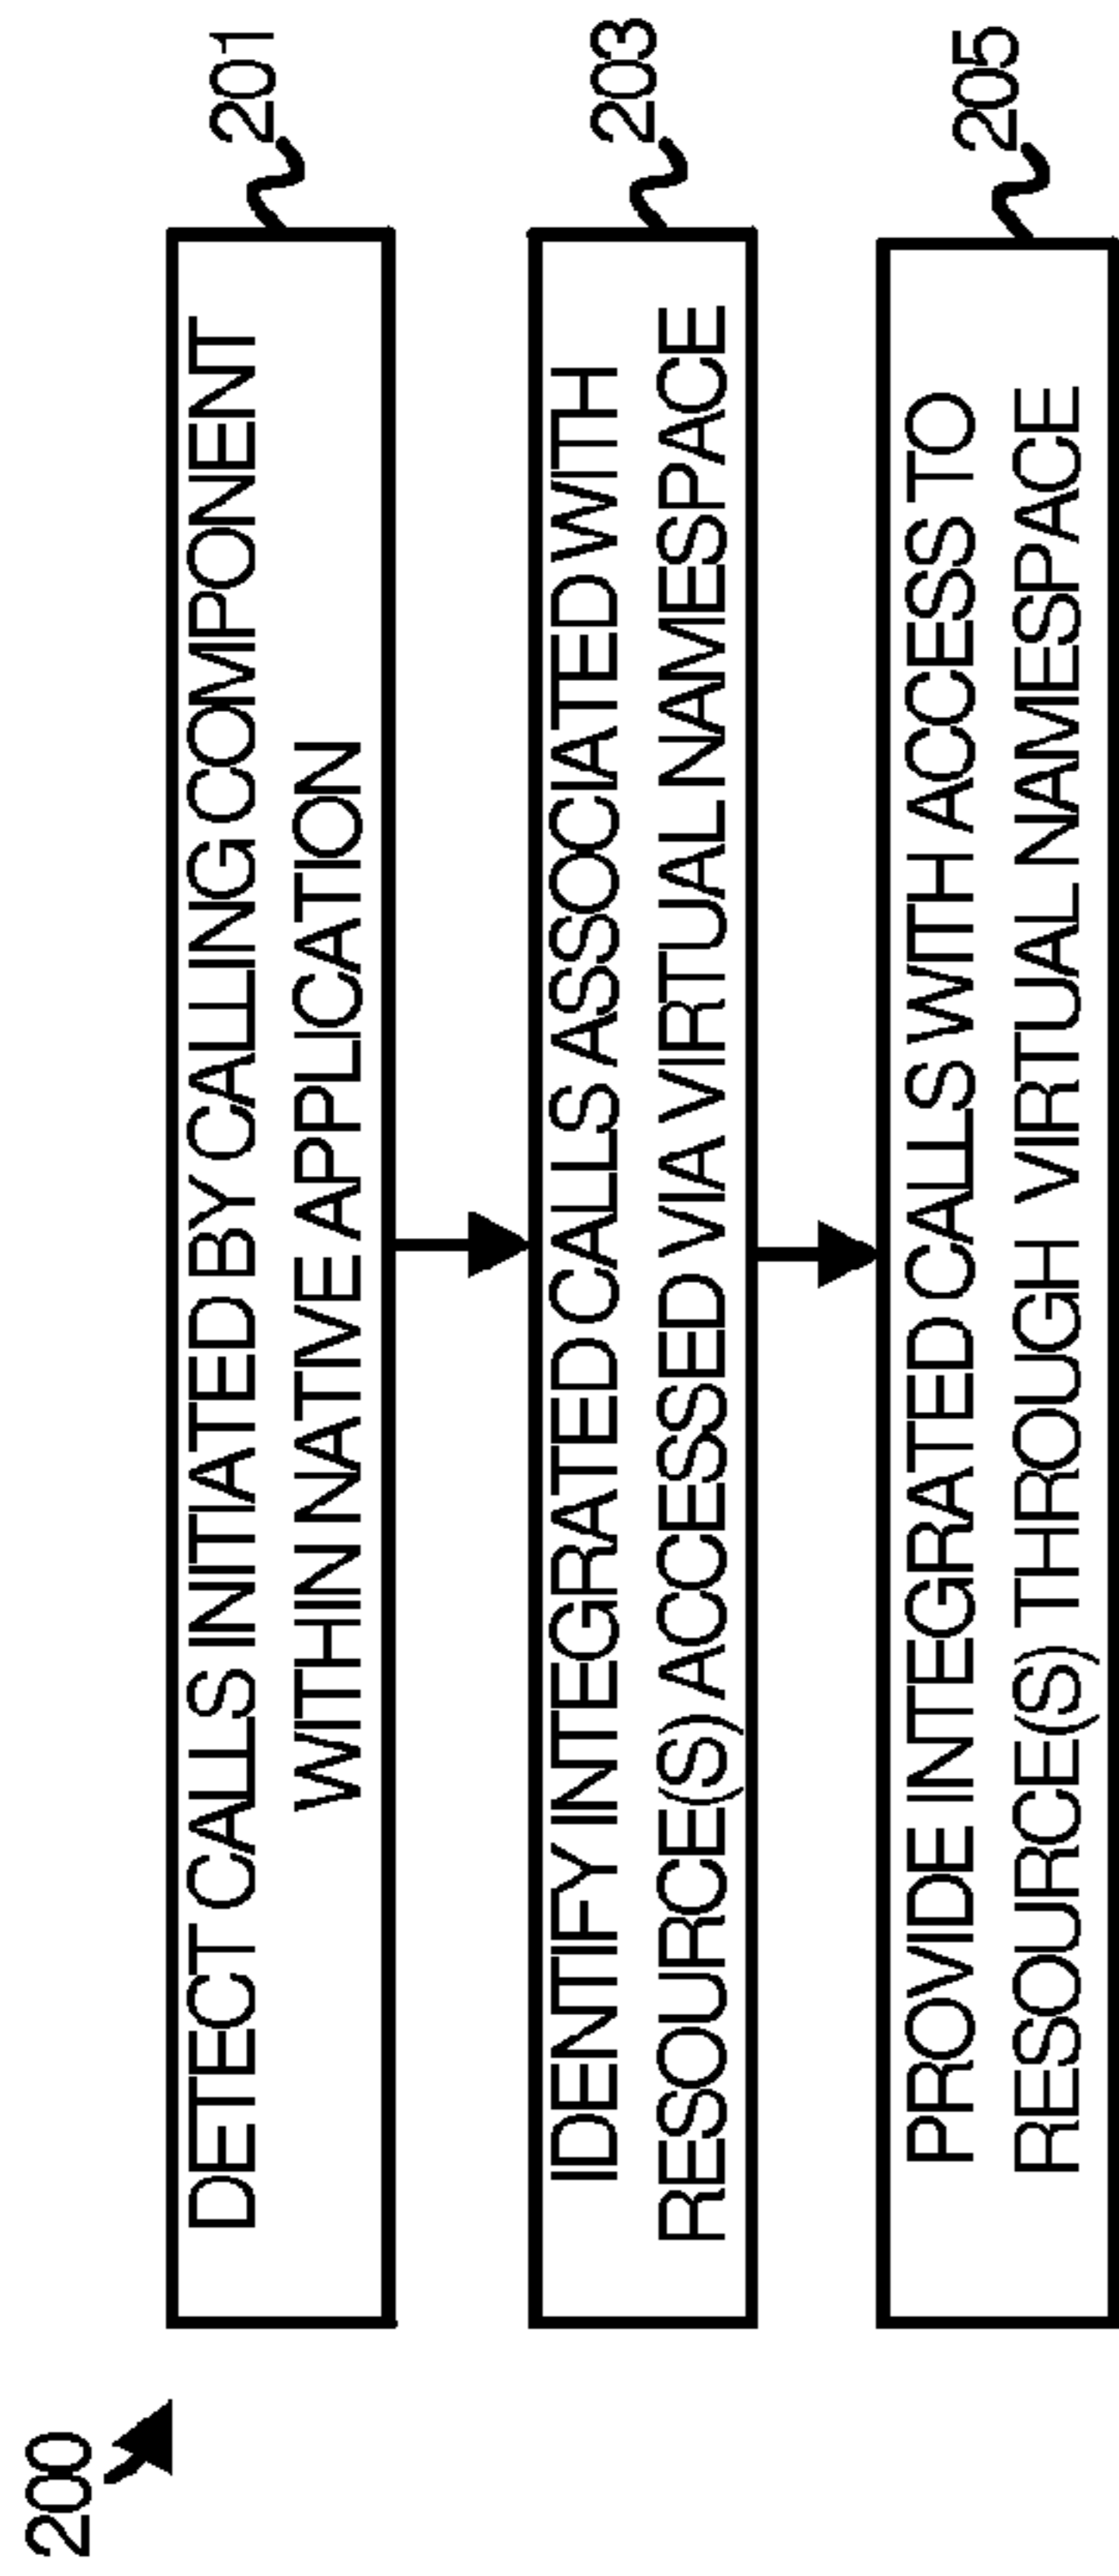 200
DETECT CALLS INITIATED BY CALLING COMPONENT
WITHIN NATIVE APPLICATION
201
IDENTIFY INTEGRATED CALLS ASSOCIATED WITH
RESOURCE(S) ACCESSED VIA VIRTUAL NAMESPACE
203
PROVIDE INTEGRATED CALLS WITH ACCESS TO
RESOURCE(S) THROUGH VIRTUAL NAMESPACE
205